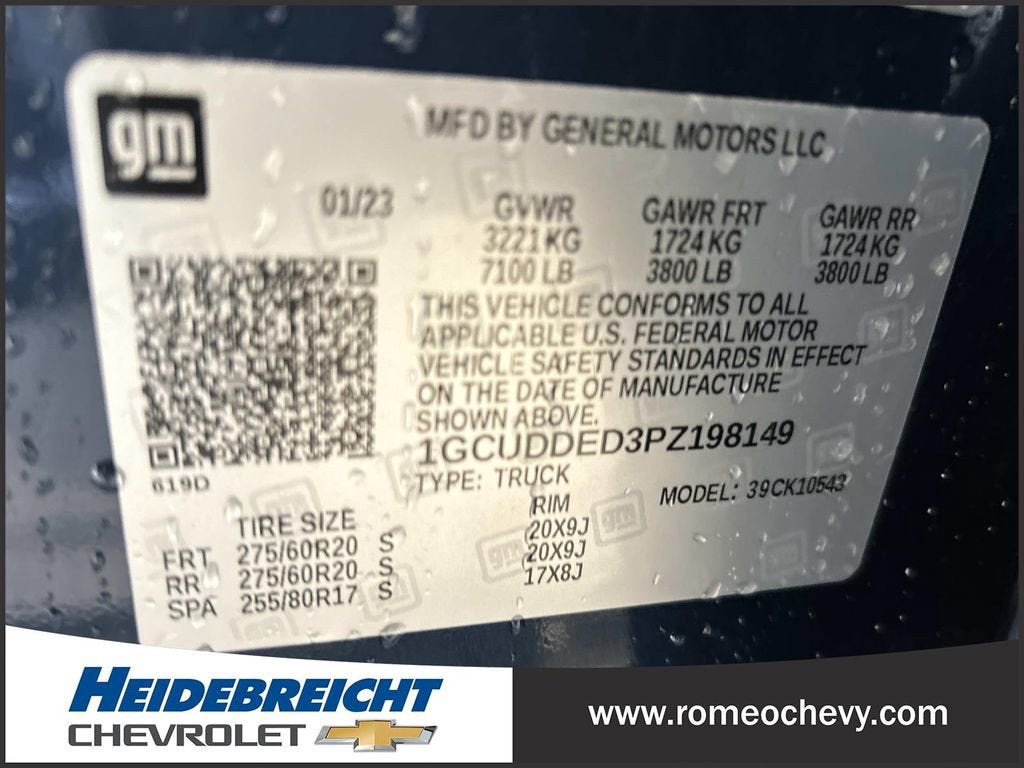 gm
MFD BY GENERAL MOTORS LLC
01/23
GVWR
3221 KG
7100 LB
GAWR FRT
1724 KG
3800 LB
GAWR RR
1724 KG
3800 LB
THIS VEHICLE CONFORMS TO ALL
APPLICABLE U.S. FEDERAL MOTOR
VEHICLE SAFETY STANDARDS IN EFFECT
ON THE DATE OF MANUFACTURE
SHOWN ABOVE.
1GCUDDED3PZ198149
TYPE: TRUCK
MODEL: 39CK10543
619D
TIRE SIZE RIM
FRT 275/60R20 S 20X9J
RR 275/60R20 S 20X9J
SPA 255/80R17 S 17X8J
HEIDEBREICHT
CHEVROLET
www.romeochevy.com